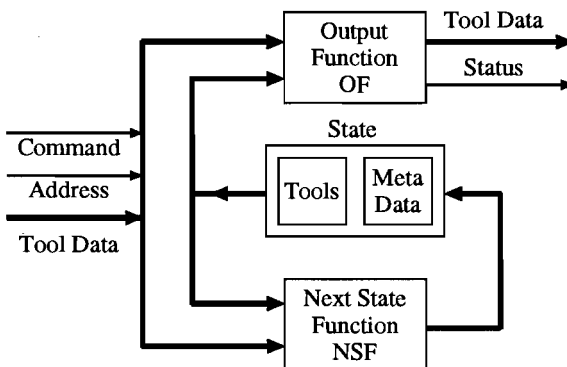 Output
Function
OF
Tool Data
Status
State
Command
Address
Tool Data
Tools
Meta
Data
Next State
Function
NSF